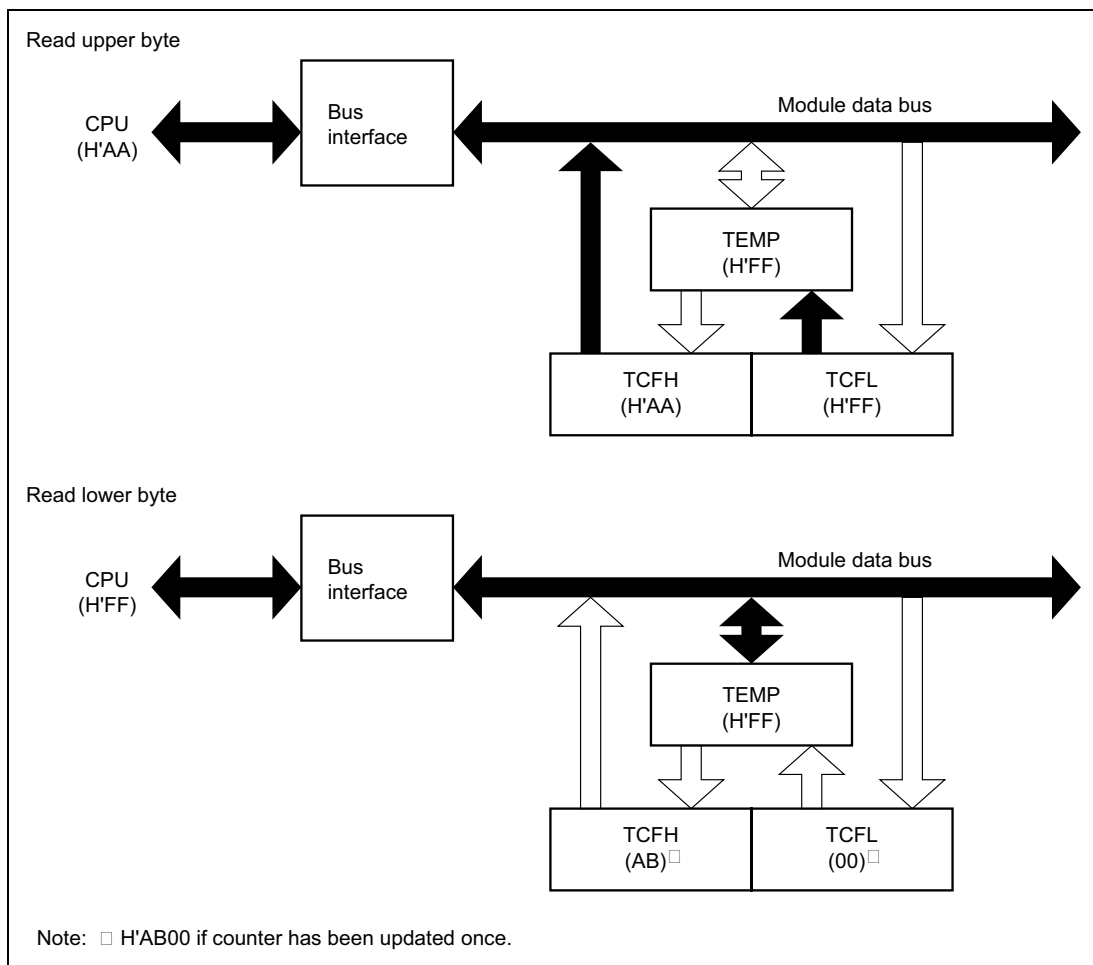 Read upper byte
CPU
(H'AA)
Bus
interface
Module data bus
TEMP
(H'FF)
TCFH
(H'AA)
TCFL
(H'FF)
Read lower byte
CPU
(H'FF)
Bus
interface
Module data bus
TEMP
(H'FF)
TCFH
(AB)□
TCFL
(00)□
Note: □ H'AB00 if counter has been updated once.